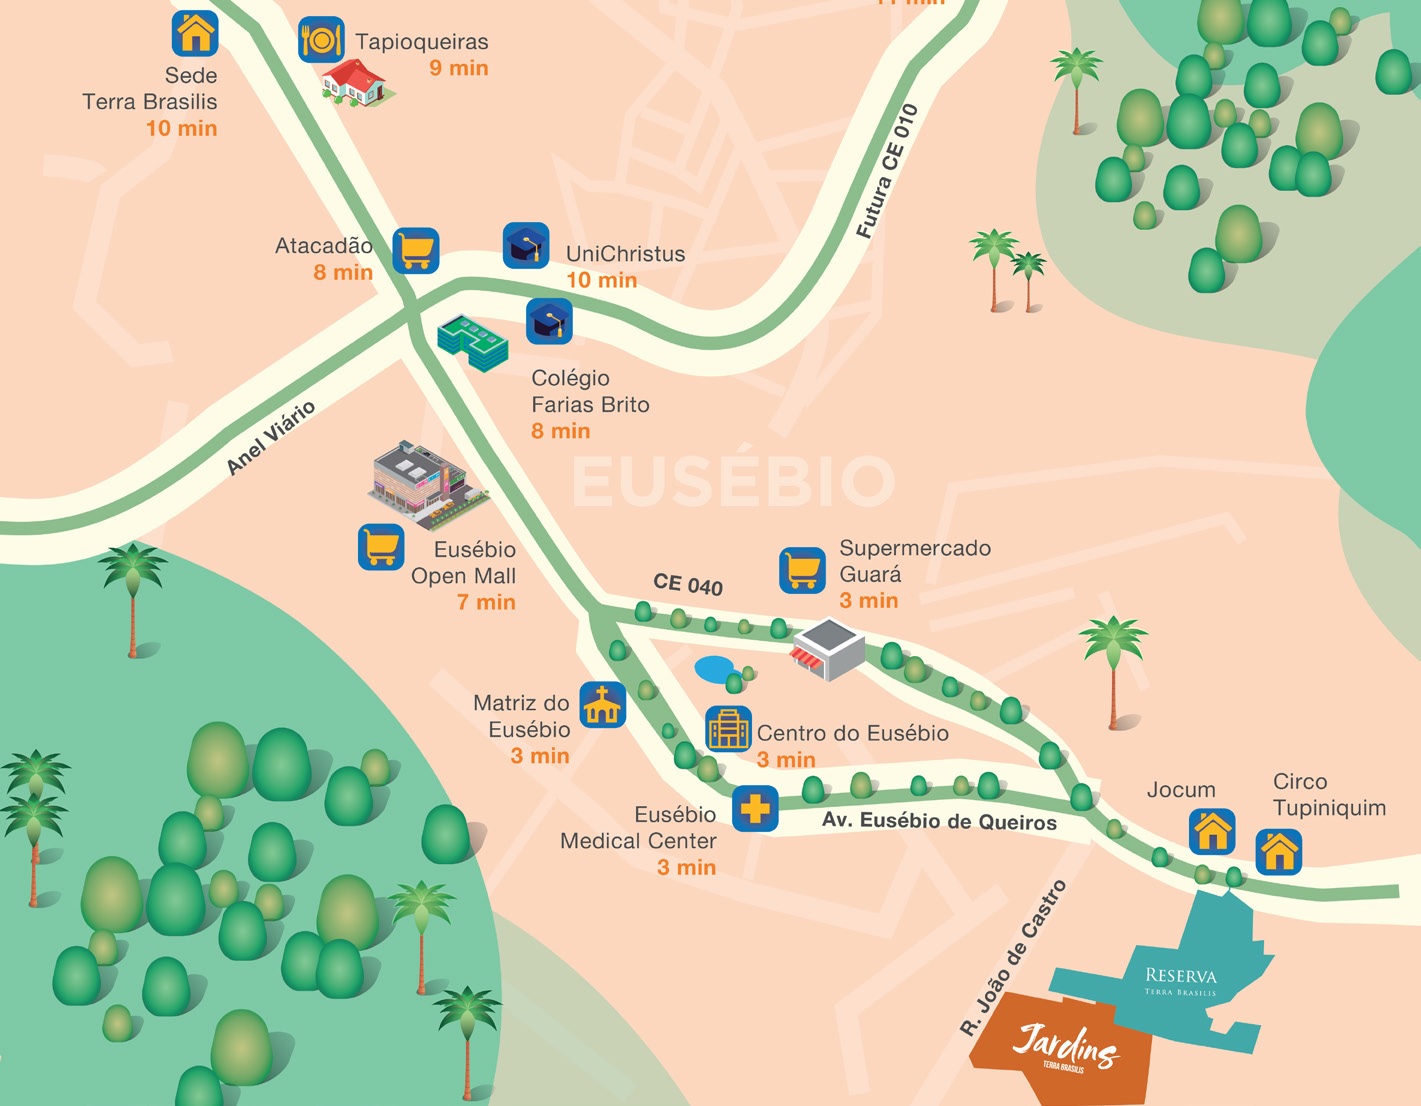 11 min
Tapioqueiras
9 min
Sede
Terra Brasilis
10 min
Futura CE 010
Atacadão
8 min
UniChristus
10 min
Colégio
Farias Brito
8 min
Anel Viário
EUSÉBIO
Eusébio
Open Mall
7 min
Supermercado
Guará
3 min
CE 040
Matriz do
Eusébio
3 min
Centro do Eusébio
3 min
Eusébio
Medical Center
3 min
Av. Eusébio de Queiros
Jocum
Circo
Tupiniquim
R. João de Castro
RESERVA
TERRA BRASILIS
Jardins
TERRA BRASILIS